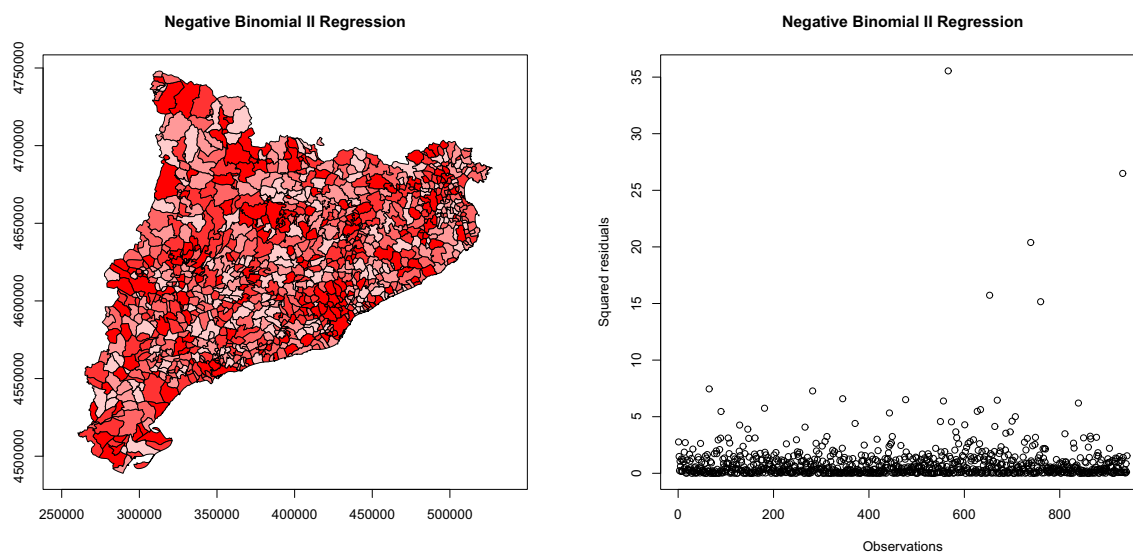 Negative Binomial II Regression
4750000
4700000
4650000
4600000
4550000
4500000
250000 300000 350000 400000 450000 500000
Negative Binomial II Regression
Squared residuals
35
30
25
20
15
10
5
0
0 200 400 600 800
Observations